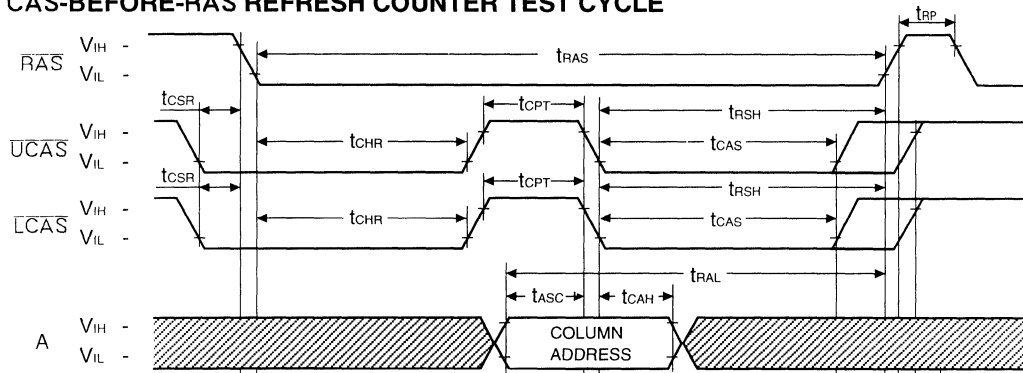 CAS-BEFORE-RAS REFRESH COUNTER TEST CYCLE
tRP
RAS VIH - VIL -
tRAS
tCSR tCPT tRSH
UCAS VIH - VIL -
tCHR tCAS
tCSR tCPT tRSH
LCAS VIH - VIL -
tCHR tCAS
tRAL
tASC tCAH
A VIH - VIL -
COLUMN
ADDRESS